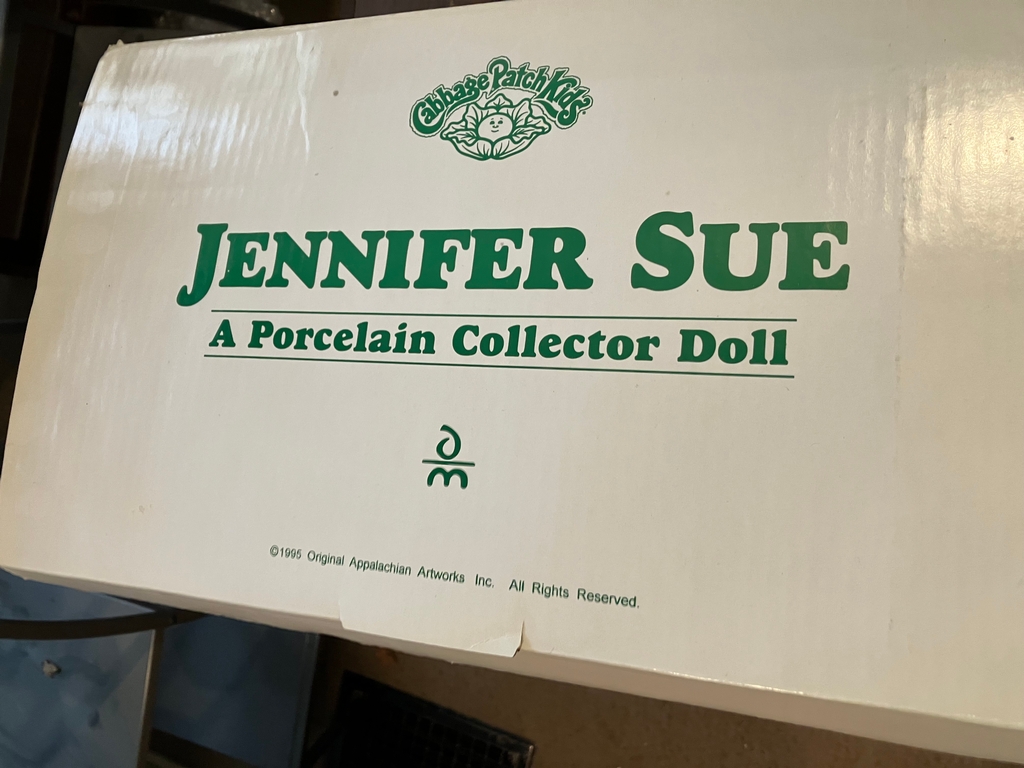 Cabbage Patch Kids
JENNIFER SUE
A Porcelain Collector Doll
©1995 Original Appalachian Artworks Inc. All Rights Reserved.